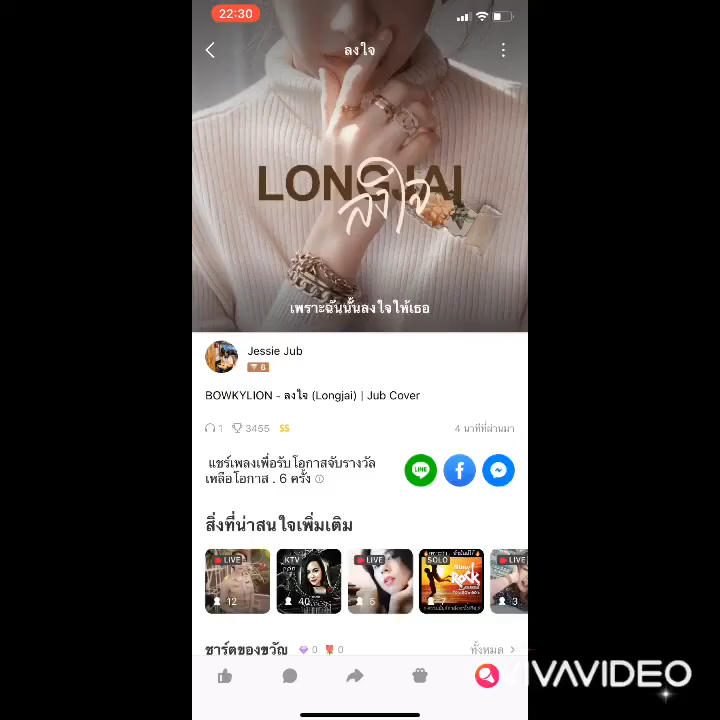 22:30
ลงใจ
LONGJAI
ลงใจ
เพราะฉันนั้นลงใจให้เธอ
Jessie Jub
6
BOWKYLION - ลงใจ (Longjai) | Jub Cover
1 3455 SS 4 นาทีที่ผ่านมา
แชร์เพลงเพื่อรับโอกาสจับรางวัล
เหลือโอกาส . 6 ครั้ง
LINE
สิ่งที่น่าสนใจเพิ่มเติม
LIVE KTV LIVE SOLO LIVE
Rock
12 40 6 7 3
ชาร์ตของขวัญ 0 0 ทั้งหมด
VIVAVIDEO